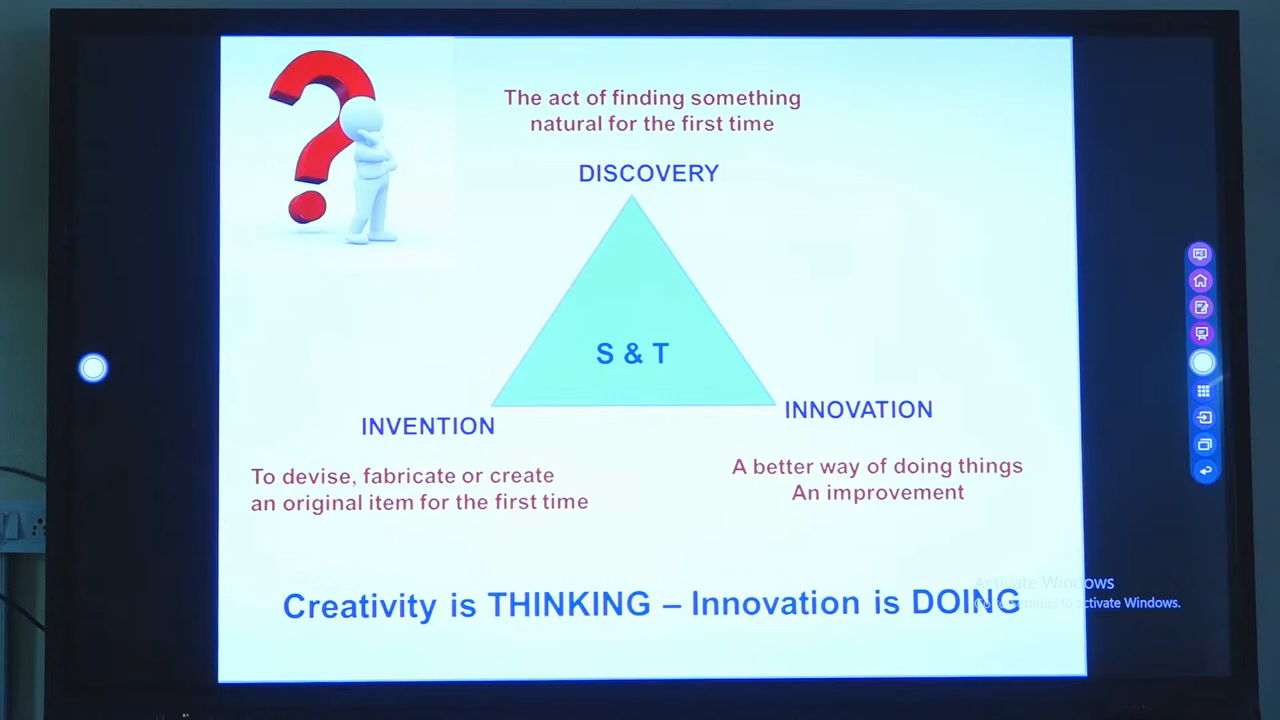 The act of finding something
natural for the first time
DISCOVERY
S & T
INVENTION
INNOVATION
To devise, fabricate or create
an original item for the first time
A better way of doing things
An improvement
Creativity is THINKING – Innovation is DOING
Activate Windows
to activate Windows.